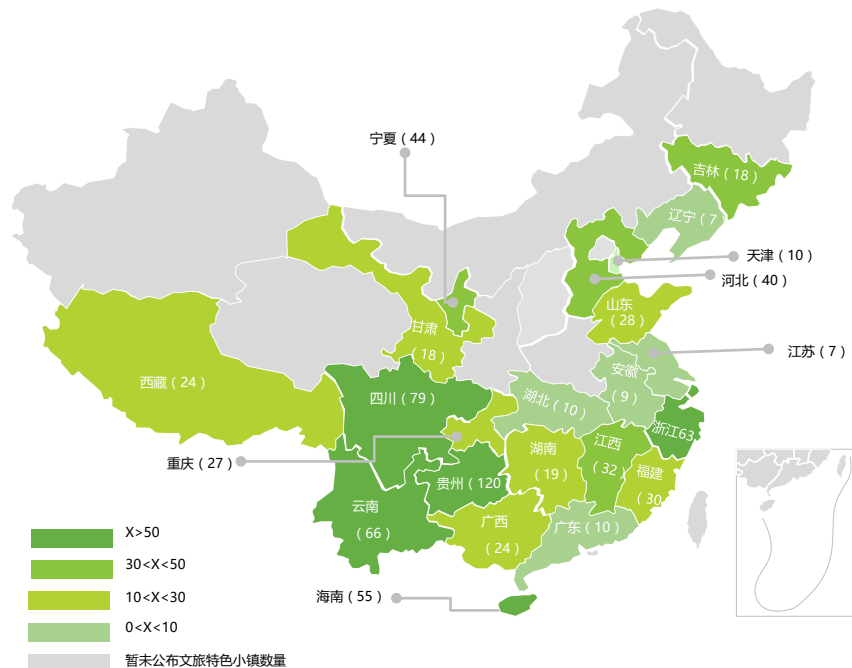 宁夏（44）
吉林（18）
辽宁（7
天津（10）
河北（40）
山东
（28）
甘肃
（18）
江苏（7）
安徽
（9）
西藏（24）
四川（79）
湖北（10）
浙江63
重庆（27）
湖南
（19）
江西
（32）
福建
（30
贵州（120
云南
（66）
广西
（24）
广东（10）
海南（55）
X>50
30<X<50
10<X<30
0<X<10
暂未公布文旅特色小镇数量